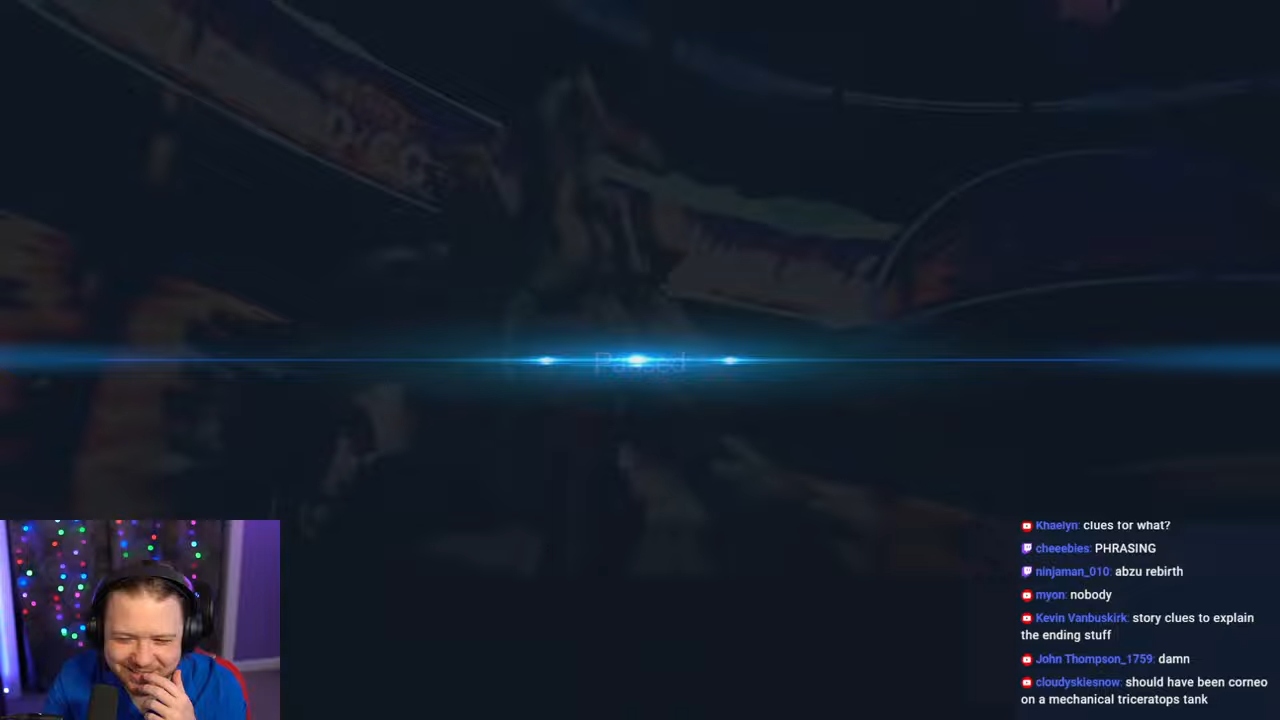 Paused
Khaelyn: clues for what?
cheeebies: PHRASING
ninjaman_010: abzu rebirth
myon: nobody
Kevin Vanbuskirk: story clues to explain
the ending stuff
John Thompson_1759: damn
cloudyskiesnow: should have been corneo
on a mechanical triceratops tank